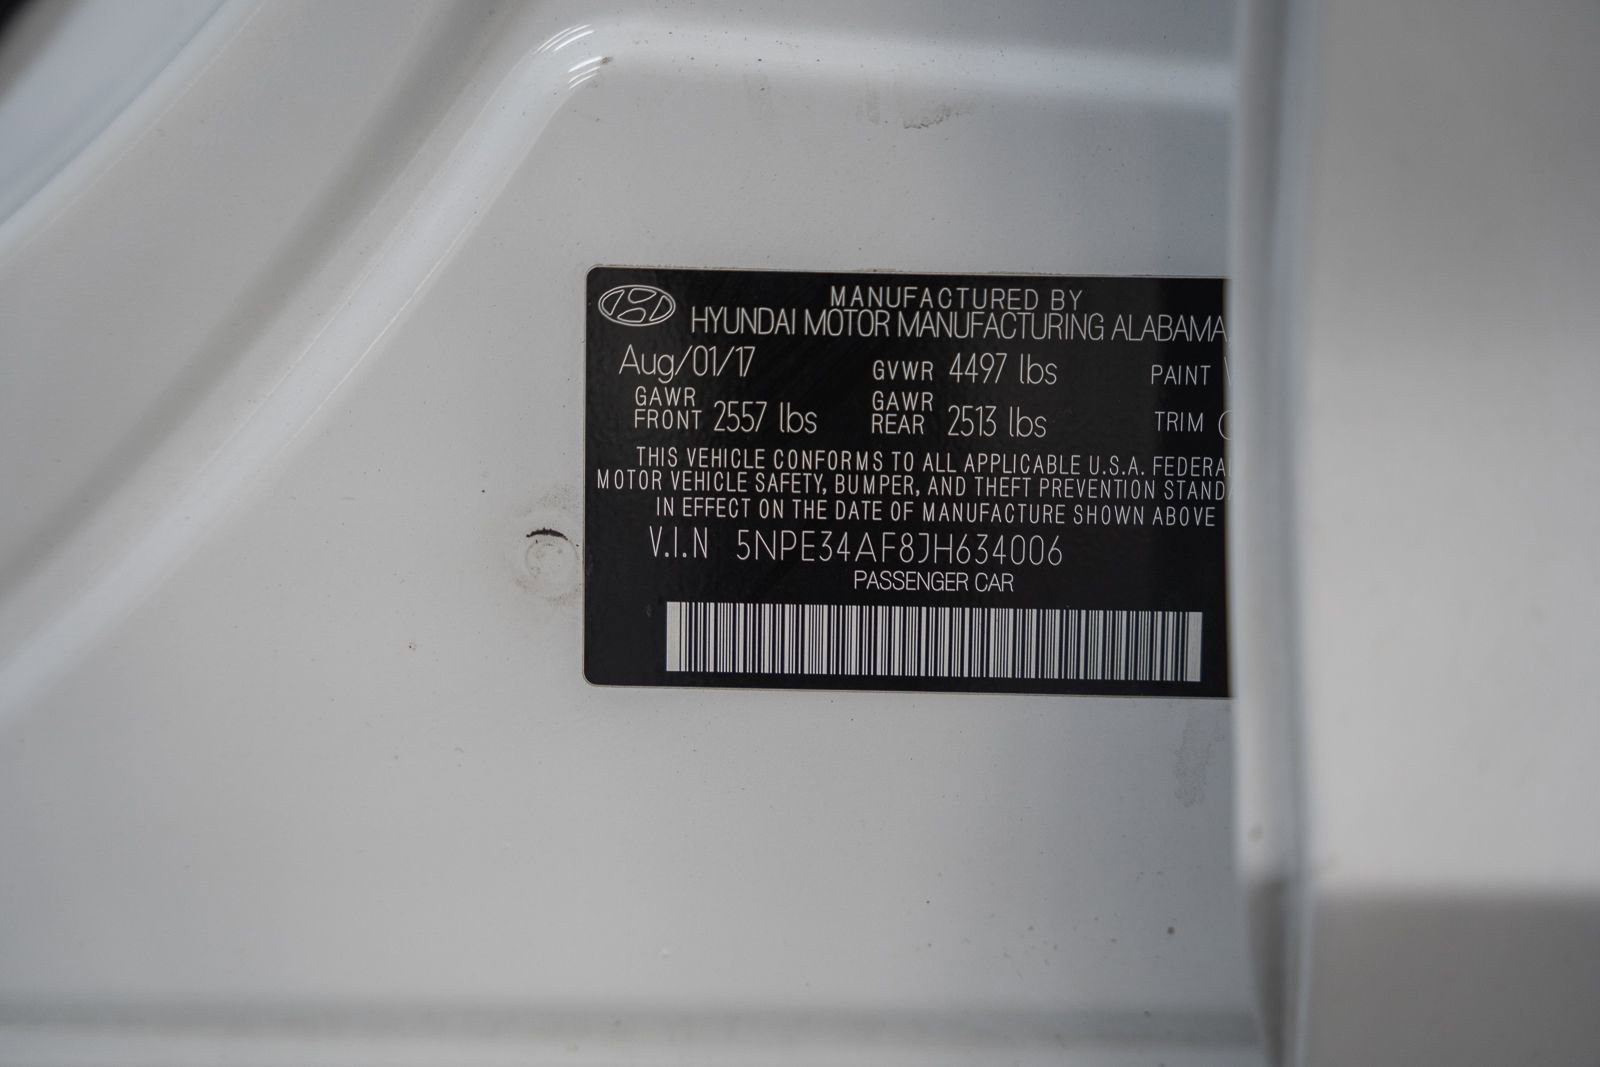 MANUFACTURED BY
HYUNDAI MOTOR MANUFACTURING ALABAMA
Aug/01/17 GVWR 4497 lbs PAINT
GAWR FRONT 2557 lbs GAWR REAR 2513 lbs TRIM
THIS VEHICLE CONFORMS TO ALL APPLICABLE U.S.A. FEDERA
MOTOR VEHICLE SAFETY, BUMPER, AND THEFT PREVENTION STAND
IN EFFECT ON THE DATE OF MANUFACTURE SHOWN ABOVE
V.I.N 5NPE34AF8JH634006
PASSENGER CAR